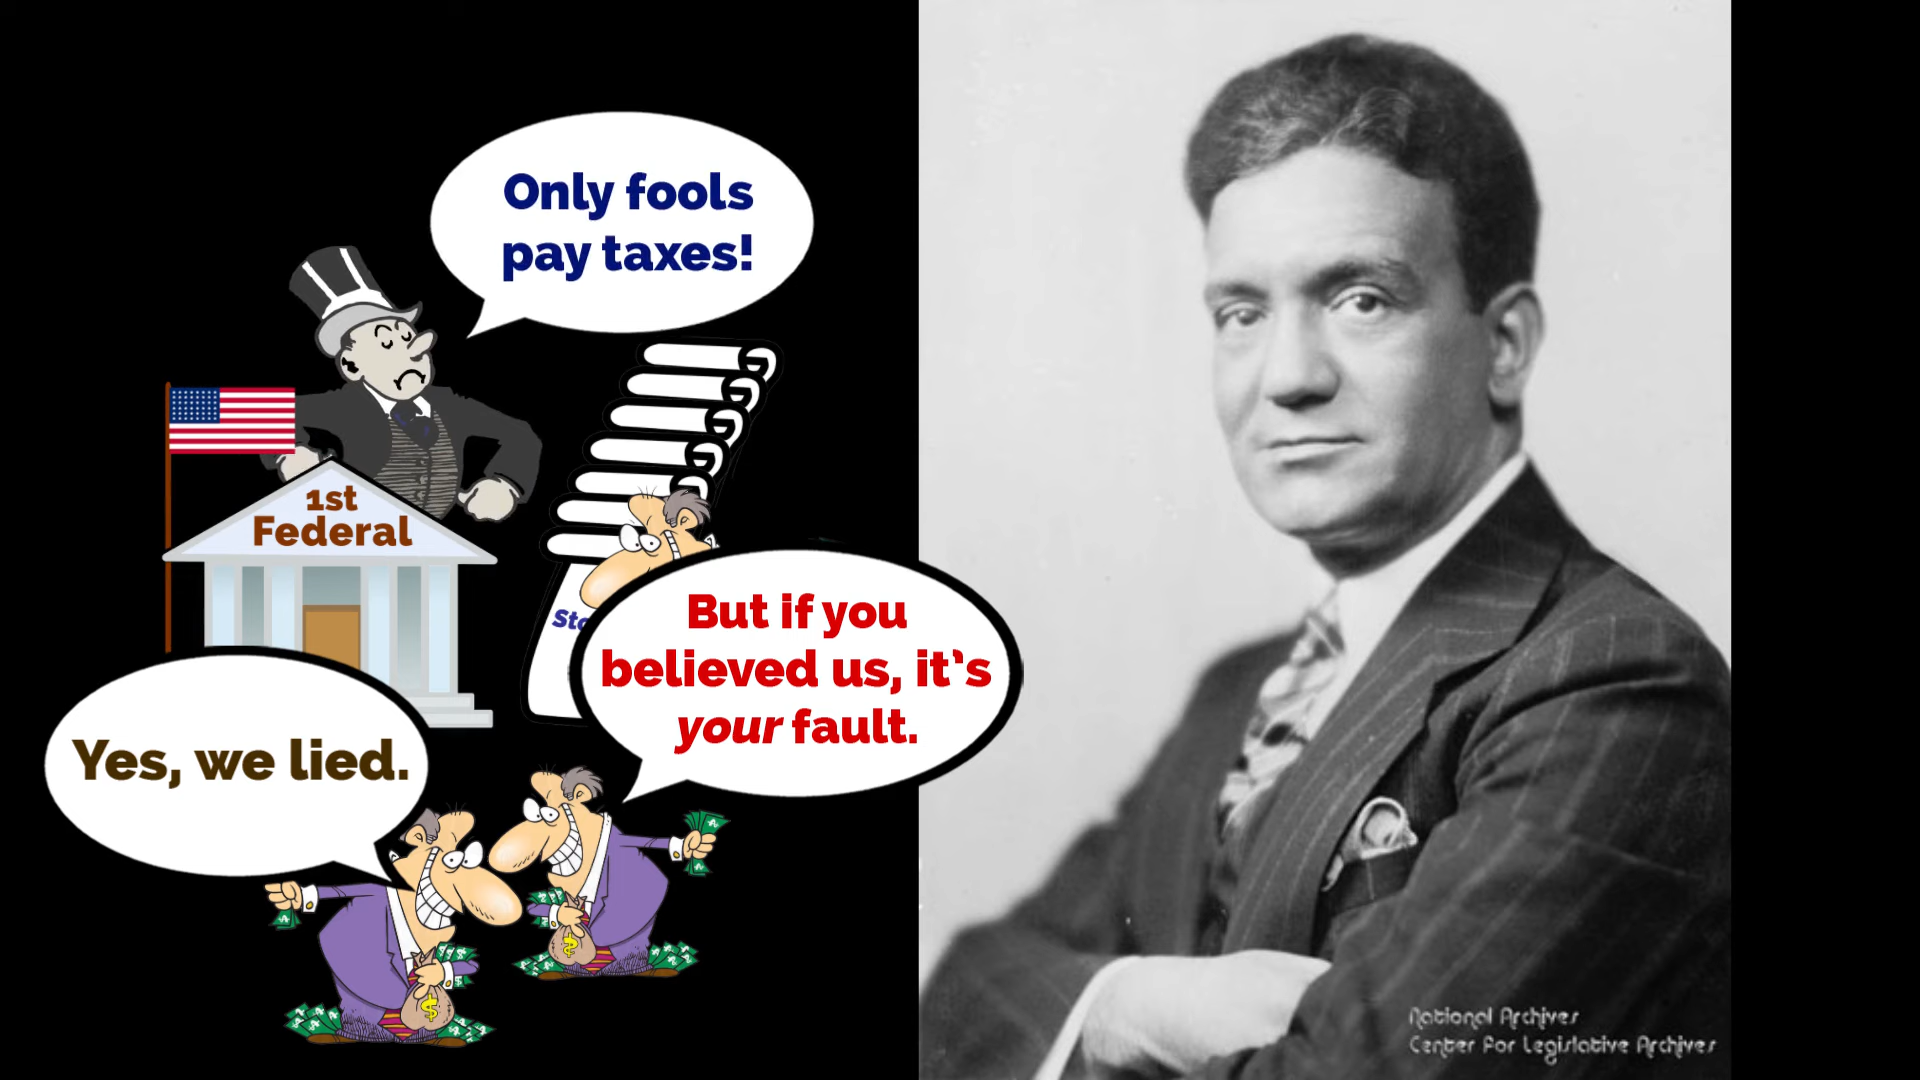 Only fools
pay taxes!
1st
Federal
But if you
believed us, it's
your fault.
Yes, we lied.
National Archives
Center for Legislative Archives